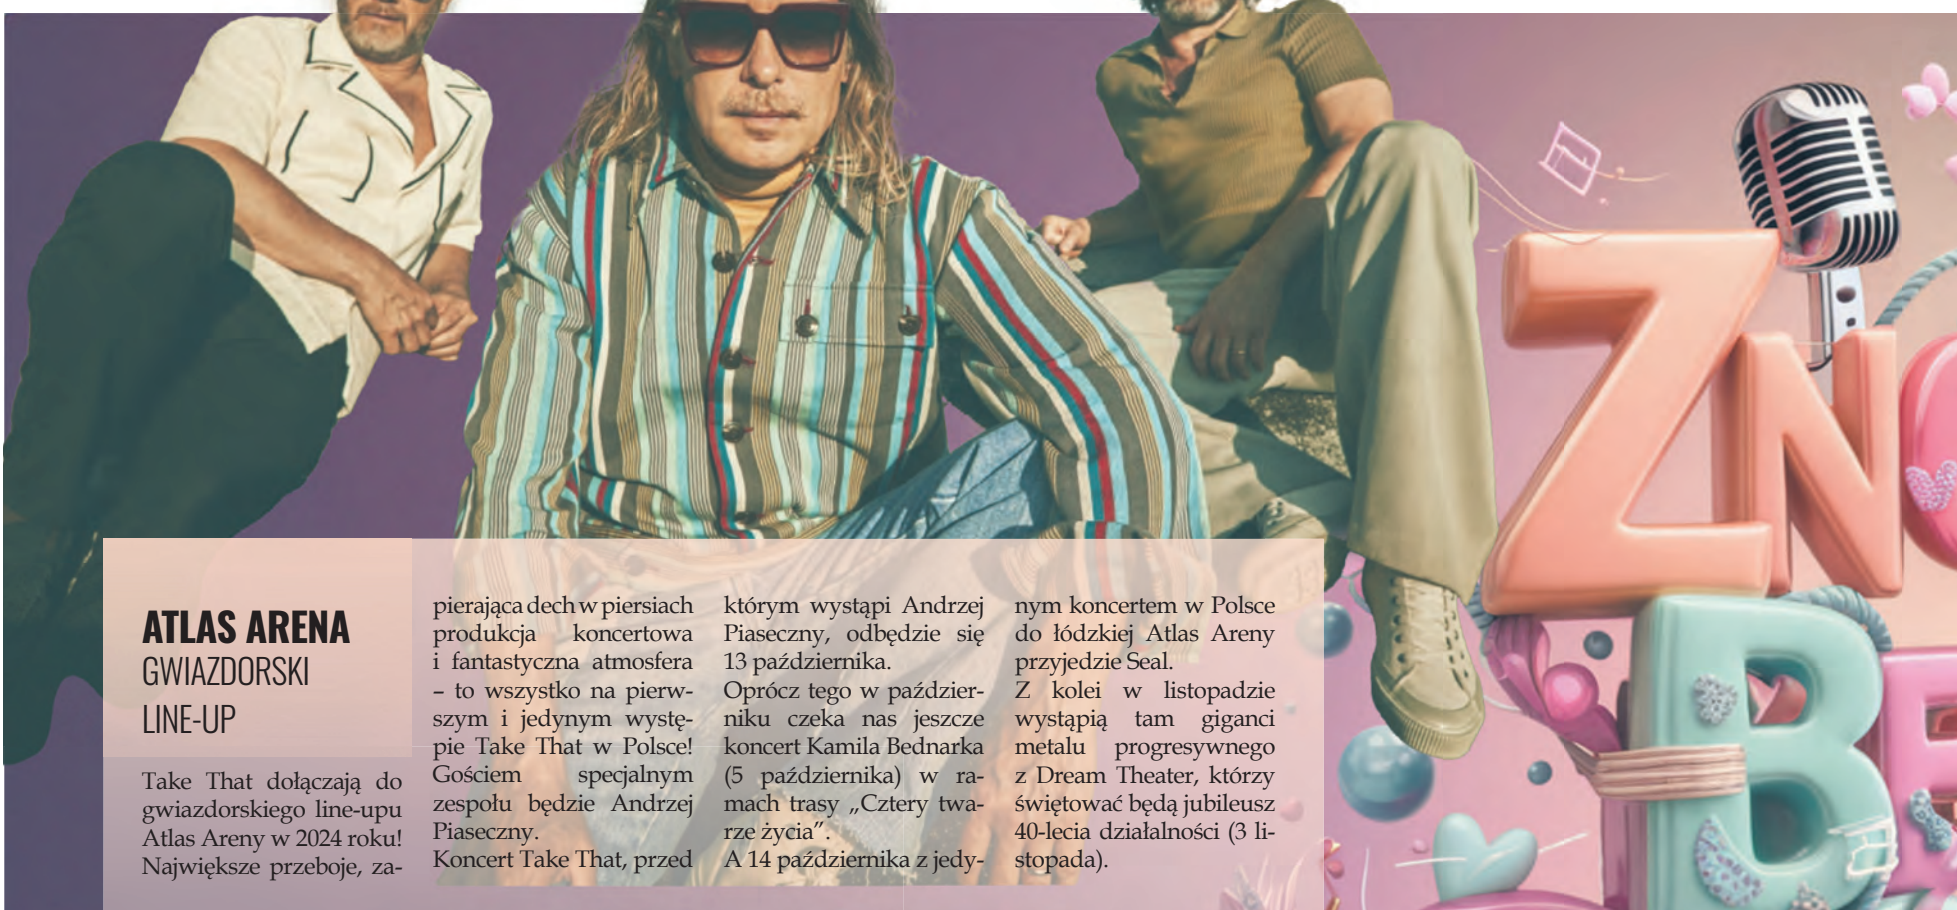 ATLAS ARENA
GWIAZDORSKI
LINE-UP
Take That dołączają do
gwiazdorskiego line-upu
Atlas Areny w 2024 roku!
Największe przeboje, za-
pierająca dech w piersiach
produkcja koncertowa
i fantastyczna atmosfera
– to wszystko na pierw-
szym i jedynym wystę-
pie Take That w Polsce!
Gościem specjalnym
zespołu będzie Andrzej
Piaseczny.
Koncert Take That, przed
którym wystąpi Andrzej
Piaseczny, odbędzie się
13 października.
Oprócz tego w paździer-
niku czeka nas jeszcze
koncert Kamila Bednarka
(5 października) w ra-
mach trasy „Cztery twa-
rze życia”.
A 14 października z jedy-
nym koncertem w Polsce
do łódzkiej Atlas Areny
przyjedzie Seal.
Z kolei w listopadzie
wystąpią tam giganci
metalu progresywnego
z Dream Theater, którzy
świętować będą jubileusz
40-lecia działalności (3 li-
stopada).
ZN
B